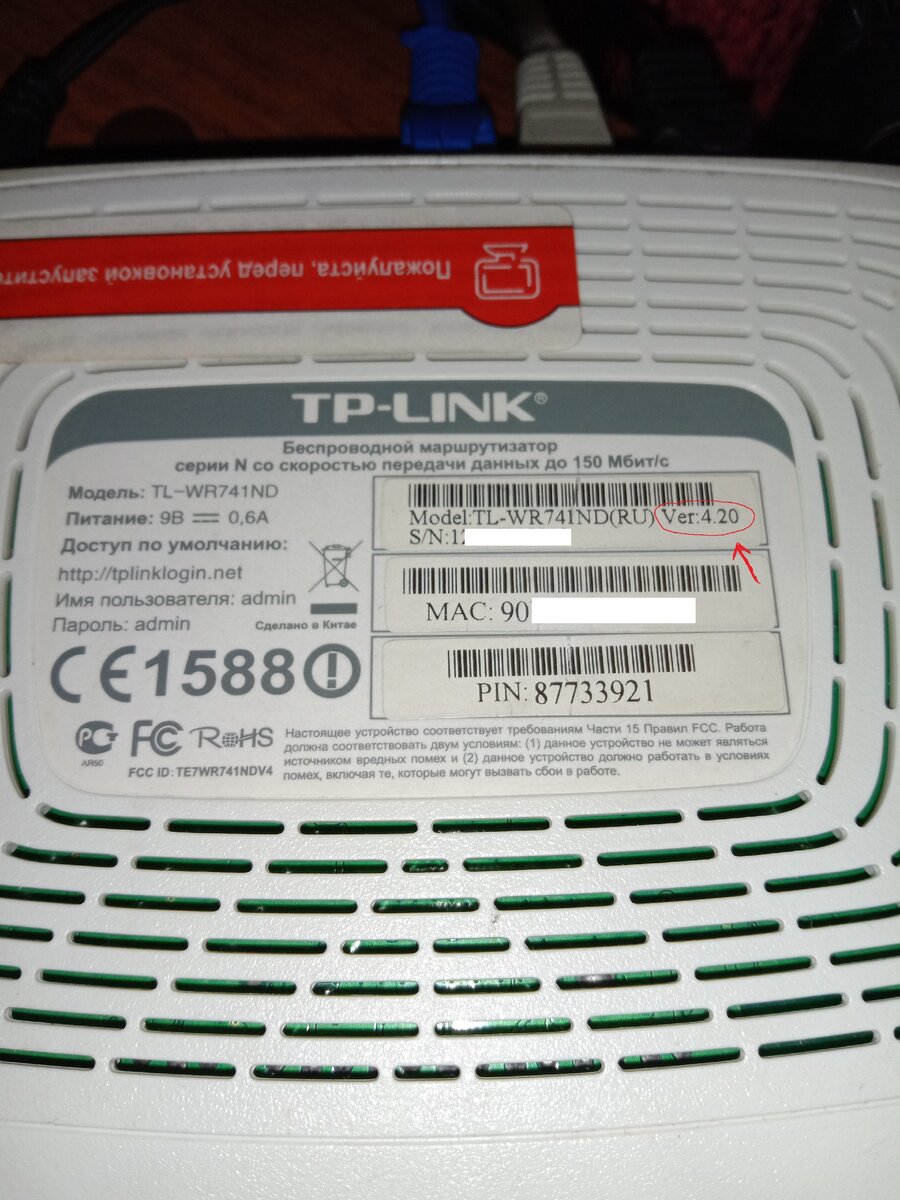 Пожалуйста, перед установкой
TP-LINK®
Беспроводной маршрутизатор
серии N со скоростью передачи данных до 150 Мбит/с
Модель: TL-WR741ND
Питание: 9В 0,6А
Доступ по умолчанию:
http://tplinklogin.net
Имя пользователя: admin
Пароль: admin
Сделано в Китае
Model:TL-WR741ND(RU) Ver:4.20
S/N:12
MAC: 90
PIN: 87733921
CE1588
АЯ50
FC
RoHS
FCC ID: TE7WR741NDV4
Настоящее устройство соответствует требованиям Части 15 Правил FCC. Работа
должна соответствовать двум условиям: (1) данное устройство не может являться
источником вредных помех и (2) данное устройство должно работать в условиях
помех, включая те, которые могут вызвать сбои в работе.